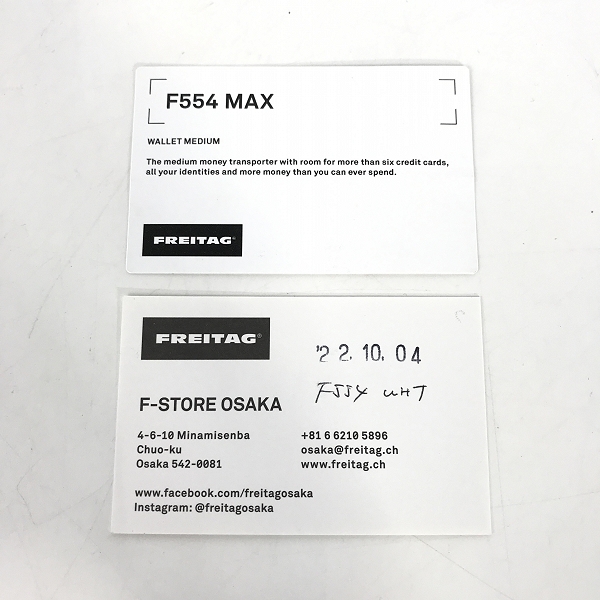 F554 MAX
WALLET MEDIUM
The medium money transporter with room for more than six credit cards,
all your identities and more money than you can ever spend.
FREITAG®
FREITAG®
'22.10.04
F554 WHT
F-STORE OSAKA
4-6-10 Minamisenba
Chuo-ku
Osaka 542-0081
+81 6 6210 5896
osaka@freitag.ch
www.freitag.ch
www.facebook.com/freitagosaka
Instagram: @freitagosaka